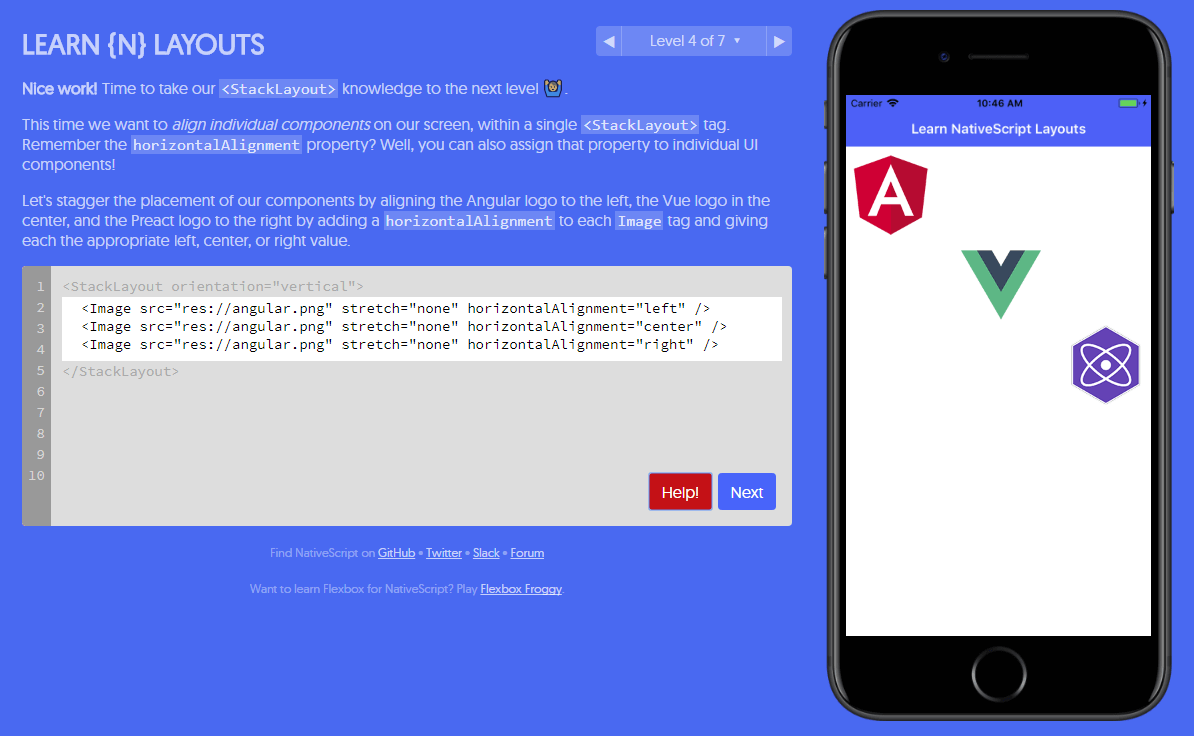 LEARN {N} LAYOUTS
◀ Level 4 of 7 ▼ ▶
Nice work! Time to take our <StackLayout> knowledge to the next level 🙆‍♂️.
This time we want to align individual components on our screen, within a single <StackLayout> tag.
Remember the horizontalAlignment property? Well, you can also assign that property to individual UI
components!
Let's stagger the placement of our components by aligning the Angular logo to the left, the Vue logo in the
center, and the Preact logo to the right by adding a horizontalAlignment to each Image tag and giving
each the appropriate left, center, or right value.
1 <StackLayout orientation="vertical">
2 <Image src="res://angular.png" stretch="none" horizontalAlignment="left" />
3 <Image src="res://angular.png" stretch="none" horizontalAlignment="center" />
4 <Image src="res://angular.png" stretch="none" horizontalAlignment="right" />
5 </StackLayout>
6
7
8
9
10
Help! Next
Find NativeScript on GitHub • Twitter • Slack • Forum
Want to learn Flexbox for NativeScript? Play Flexbox Froggy.
Carrier 10:46 AM
Learn NativeScript Layouts
A